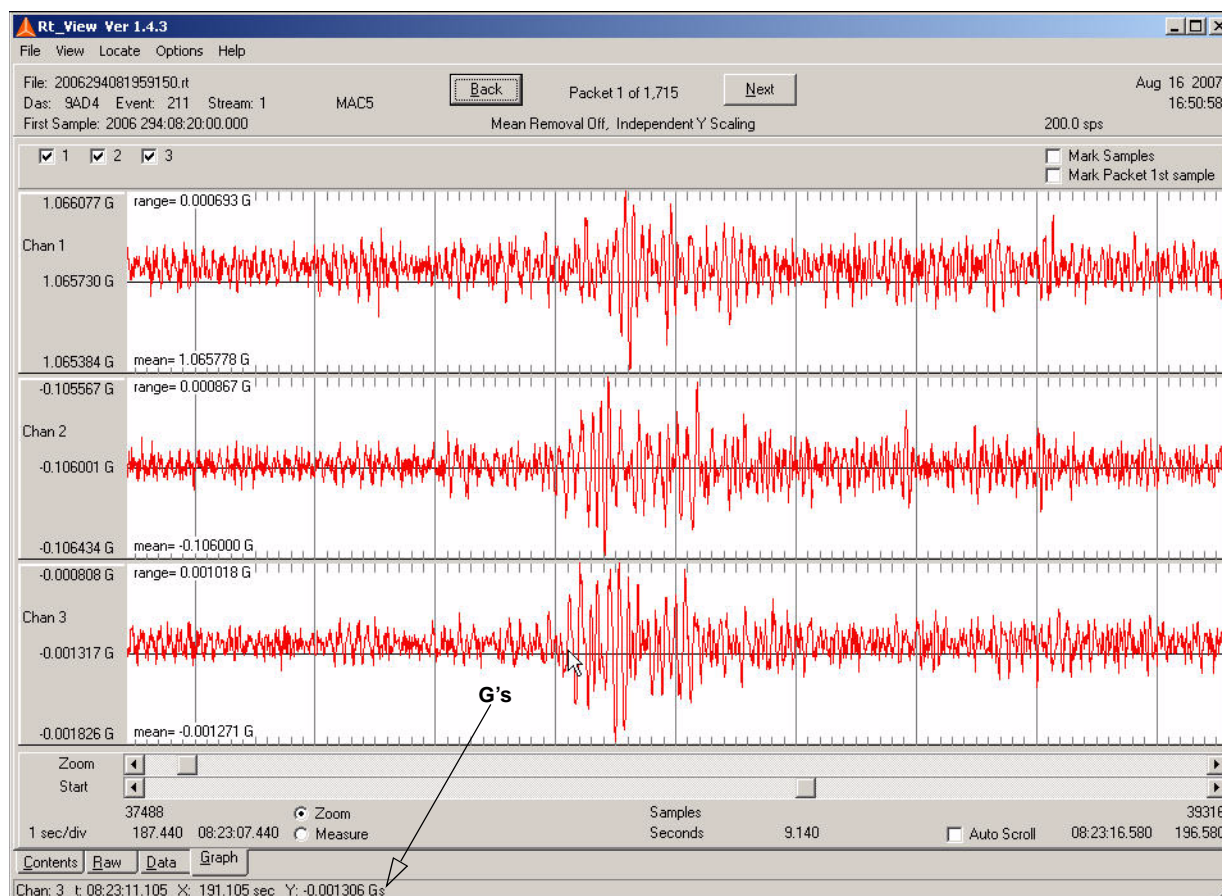 Rt_View Ver 1.4.3
File View Locate Options Help
File: 2006294081959150.rt
Back
Packet 1 of 1,715
Next
Aug 16 2007
Das: 9AD4 Event: 211 Stream: 1 MAC5
16:50:58
First Sample: 2006 294:08:20:00.000
Mean Removal Off, Independent Y Scaling
200.0 sps
1 2 3
Mark Samples
Mark Packet 1st sample
1.066077 G range= 0.000693 G
Chan 1
1.065730 G
1.065384 G mean= 1.065778 G
-0.105567 G range= 0.000867 G
Chan 2
-0.106001 G
-0.106434 G mean= -0.106000 G
-0.000808 G range= 0.001018 G
Chan 3
-0.001317 G
G's
-0.001826 G mean= -0.001271 G
Zoom
Start
37488 Zoom Samples 39316
1 sec/div 187.440 08:23:07.440 Measure Seconds 9.140 Auto Scroll 08:23:16.580 196.580
Contents Raw Data Graph
Chan: 3 t: 08:23:11.105 X: 191.105 sec Y: -0.001306 Gs